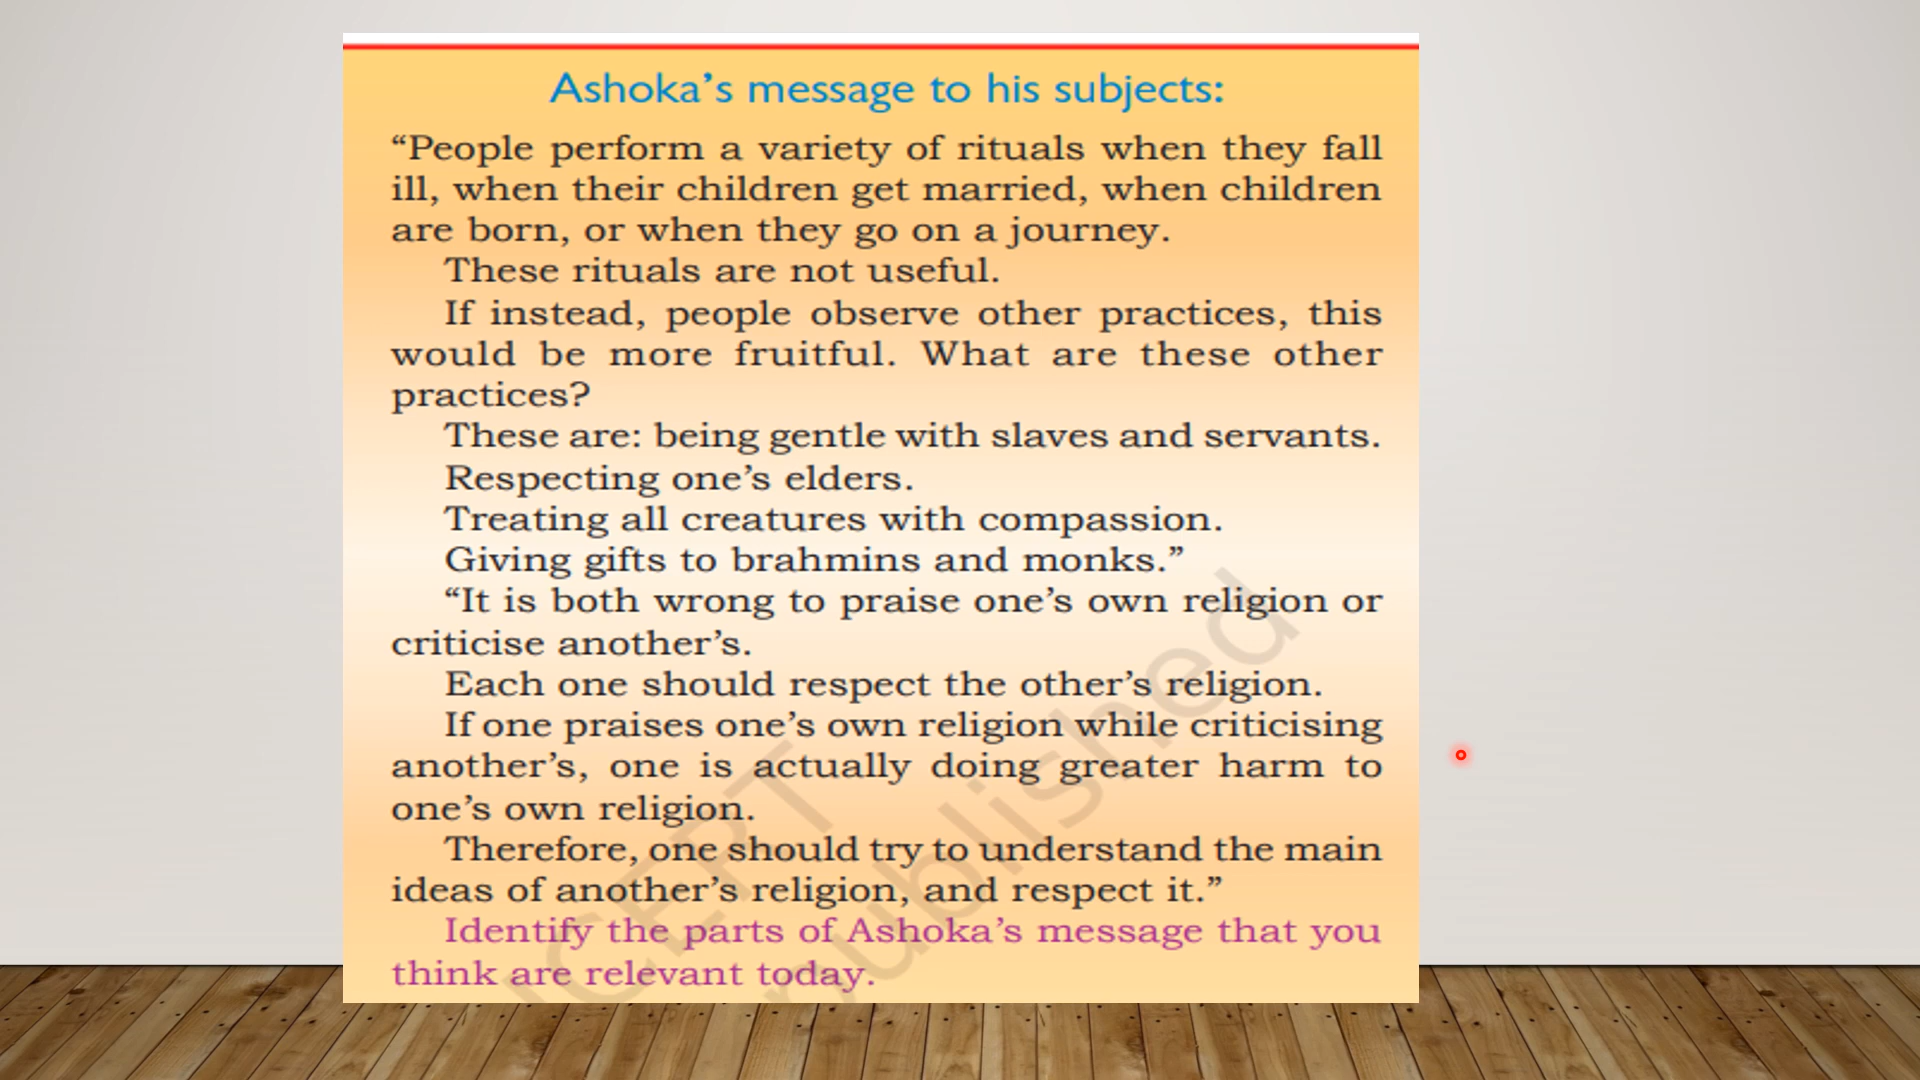 Ashoka’s message to his subjects:
“People perform a variety of rituals when they fall
ill, when their children get married, when children
are born, or when they go on a journey.
These rituals are not useful.
If instead, people observe other practices, this
would be more fruitful. What are these other
practices?
These are: being gentle with slaves and servants.
Respecting one’s elders.
Treating all creatures with compassion.
Giving gifts to brahmins and monks.”
“It is both wrong to praise one’s own religion or
criticise another’s.
Each one should respect the other’s religion.
If one praises one’s own religion while criticising
another’s, one is actually doing greater harm to
one’s own religion.
Therefore, one should try to understand the main
ideas of another’s religion, and respect it.”
Identify the parts of Ashoka’s message that you
think are relevant today.
CERT
published